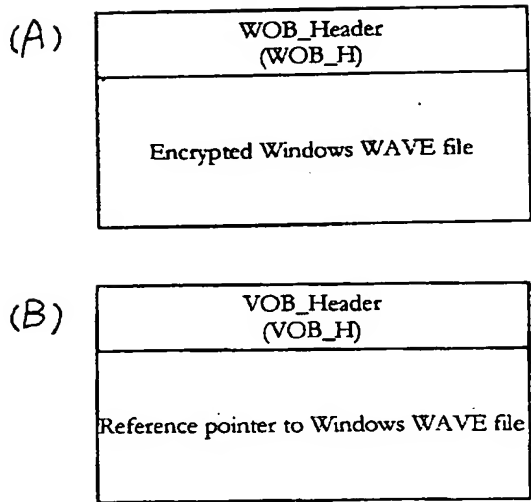 (A)
WOB_Header
(WOB_H)
Encrypted Windows WAVE file
(B)
VOB_Header
(VOB_H)
Reference pointer to Windows WAVE file